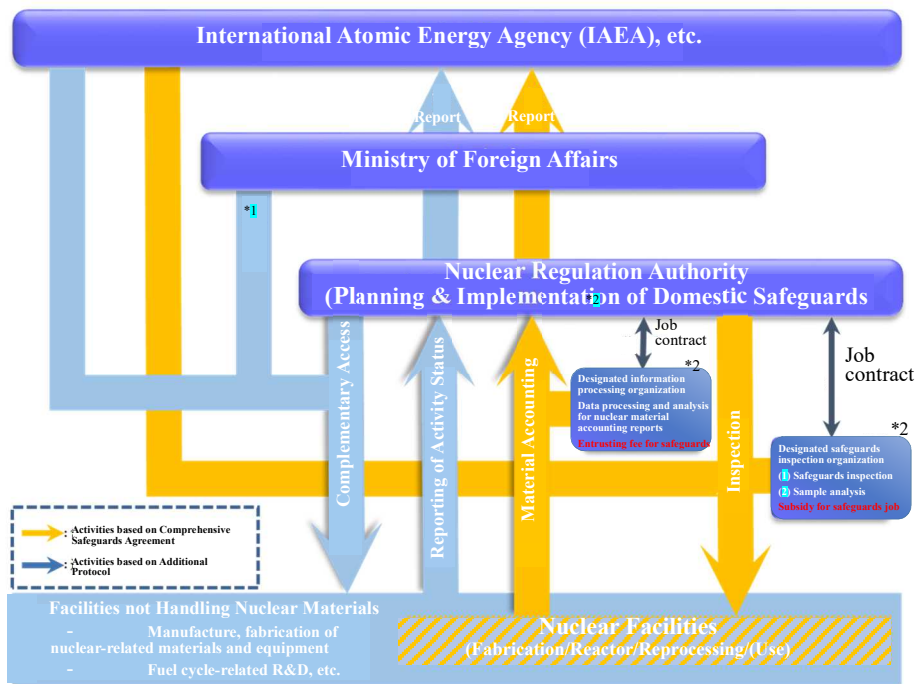 International Atomic Energy Agency (IAEA), etc.
Report
Report
Ministry of Foreign Affairs
*1
Nuclear Regulation Authority
(Planning & Implementation of Domestic Safeguards
*2
Complementary Access
Reporting of Activity Status
Material Accounting
Inspection
Job
contract
*2
Designated information
processing organization
Data processing and analysis
for nuclear material
accounting reports
Entrusting fee for safeguards
Job
contract
*2
Designated safeguards
inspection organization
(1) Safeguards inspection
(2) Sample analysis
Subsidy for safeguards job
: Activities based on Comprehensive
Safeguards Agreement
: Activities based on Additional
Protocol
Facilities not Handling Nuclear Materials
- Manufacture, fabrication of
nuclear-related materials and equipment
- Fuel cycle-related R&D, etc.
Nuclear Facilities
(Fabrication/Reactor/Reprocessing/(Use)